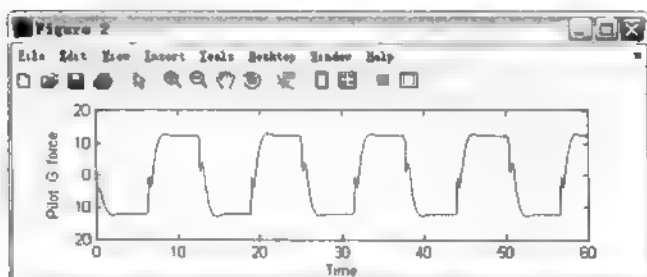 Figure 2
File Edit View Insert Tools Desktop Window Help
20
10
0
10
20
Pilot G force
0 10 20 30 40 50 60
Time